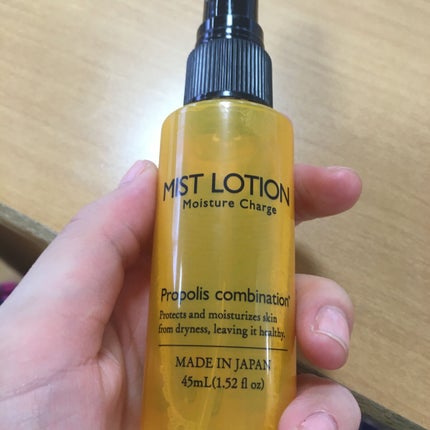 MIST LOTION
Moisture Charge
Propolis combination*
Protects and moisturizes skin
from dryness, leaving it healthy.
MADE IN JAPAN
45mL(1.52 fl oz)